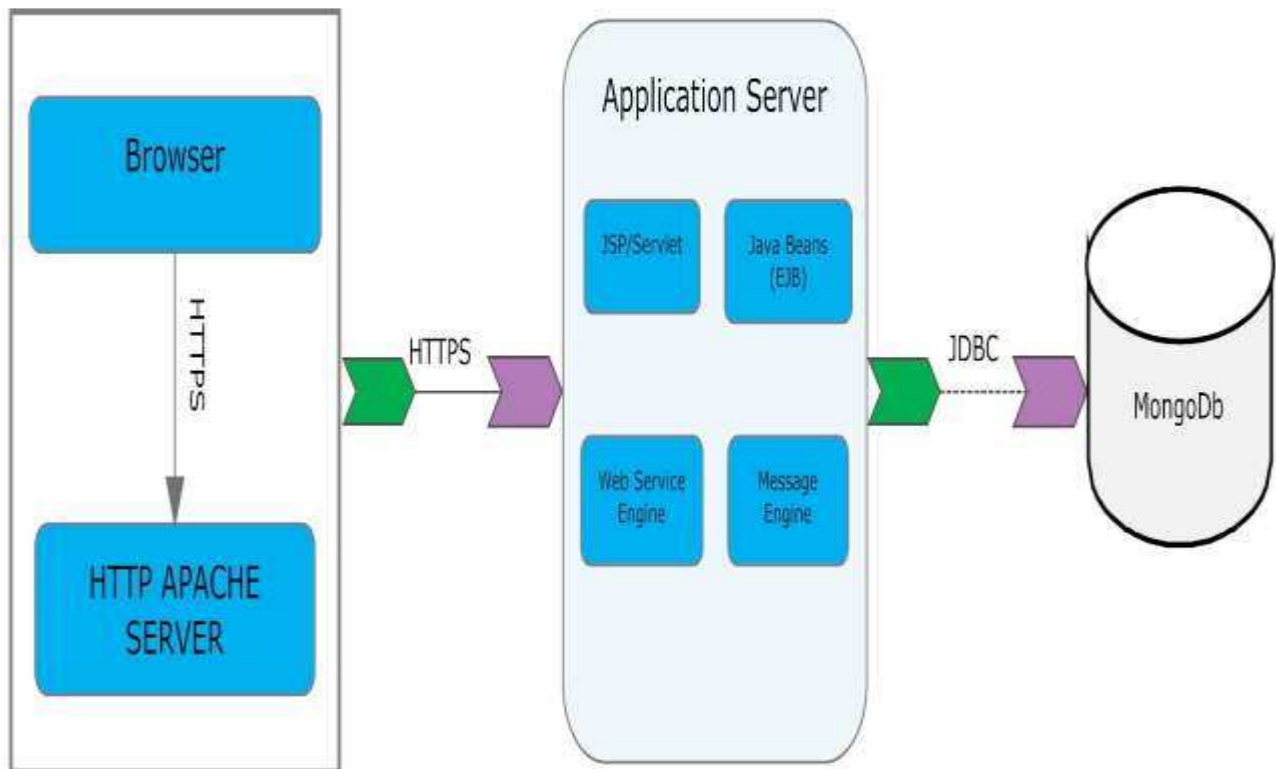 Browser
HTTPS
HTTP APACHE
SERVER
HTTPS
Application Server
JSP/Servlet
Java Beans
(EJB)
Web Service
Engine
Message
Engine
JDBC
MongoDb